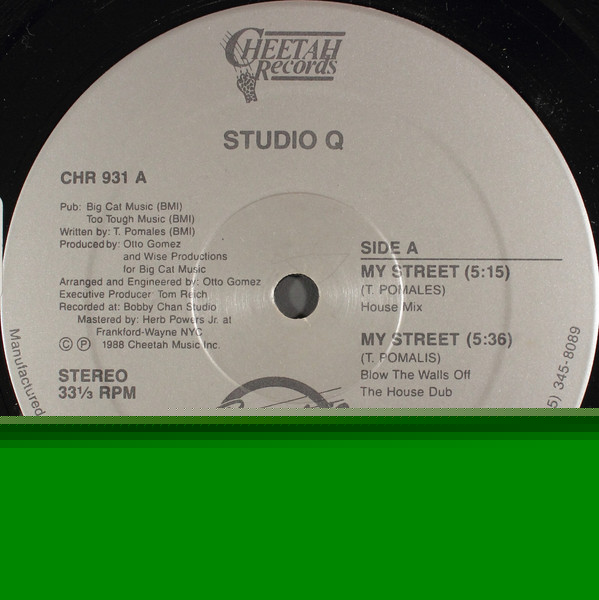 CHEETAH
Records
STUDIO Q
CHR 931 A
Pub: Big Cat Music (BMI)
Too Tough Music (BMI)
Written by: T. Pomales (BMI)
Produced by: Otto Gomez
and Wise Productions
for Big Cat Music
Arranged and Engineered by: Otto Gomez
Executive Producer Tom Reich
Recorded at: Bobby Chan Studio
Mastered by: Herb Powers Jr. at
Frankford-Wayne NYC
© ℗ 1988 Cheetah Music Inc.
STEREO
33⅓ RPM
SIDE A
MY STREET (5:15)
(T. POMALES)
House Mix
MY STREET (5:36)
(T. POMALIS)
Blow The Walls Off
The House Dub
Manufactured
5) 345-8089